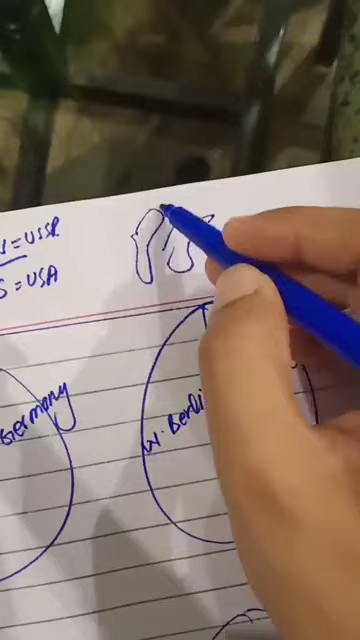 = USSR
S = USA
Germany
W. Berli